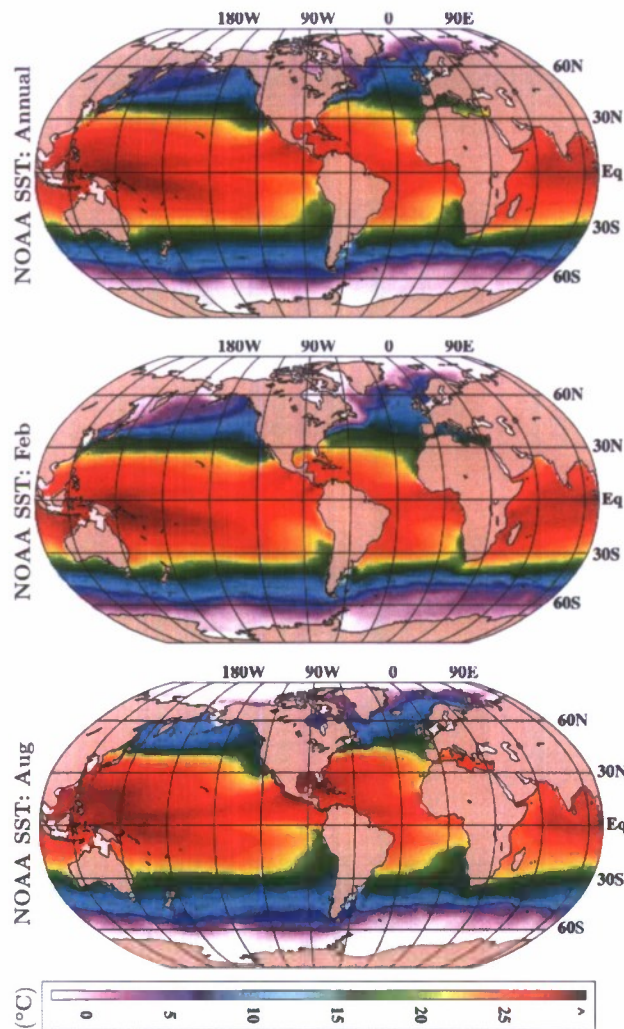 180W 90W 0 90E
NOAA SST: Annual
60N
30N
Eq
30S
60S
180W 90W 0 90E
NOAA SST: Feb
60N
30N
Eq
30S
60S
180W 90W 0 90E
NOAA SST: Aug
60N
30N
Eq
30S
60S
(°C) 0 5 10 15 20 25 >